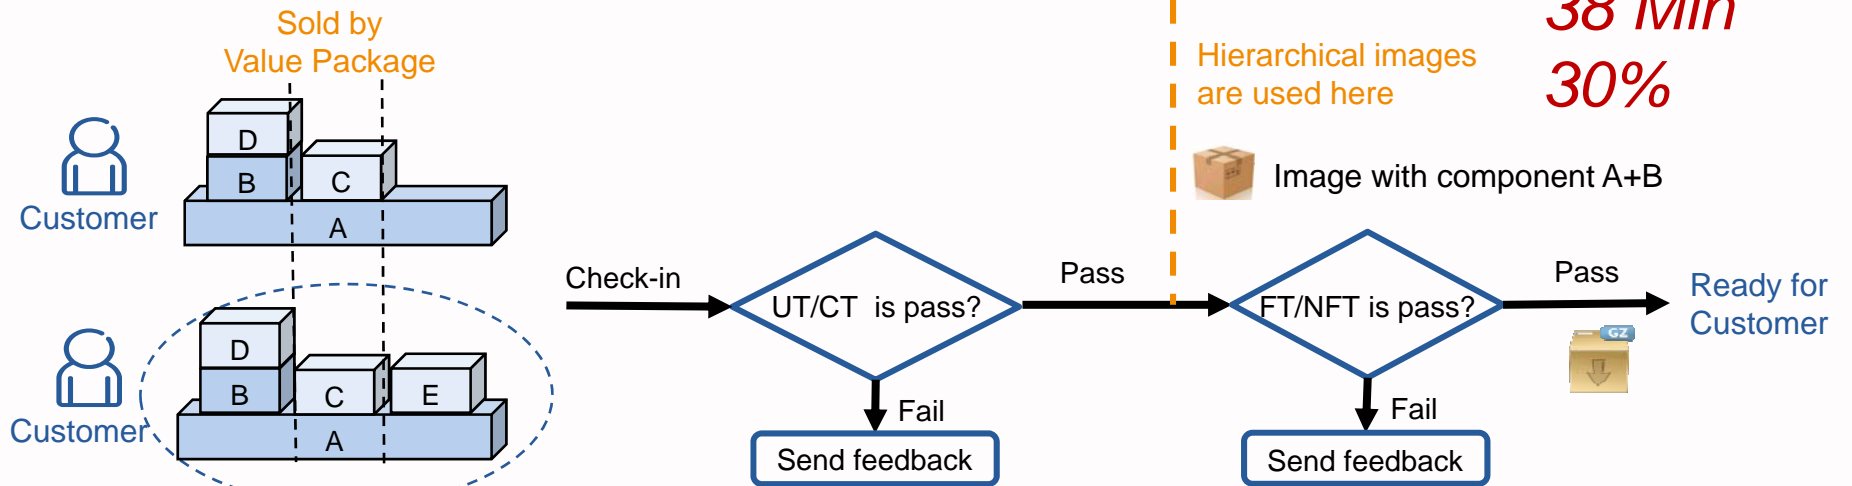 Sold by
Value Package
D
B
C
A
Customer
D
B
C
E
A
Customer
Check-in
UT/CT is pass?
Pass
Fail
Send feedback
Hierarchical images
are used here
38 Min
30%
Image with component A+B
FT/NFT is pass?
Pass
GZ
Fail
Send feedback
Ready for
Customer